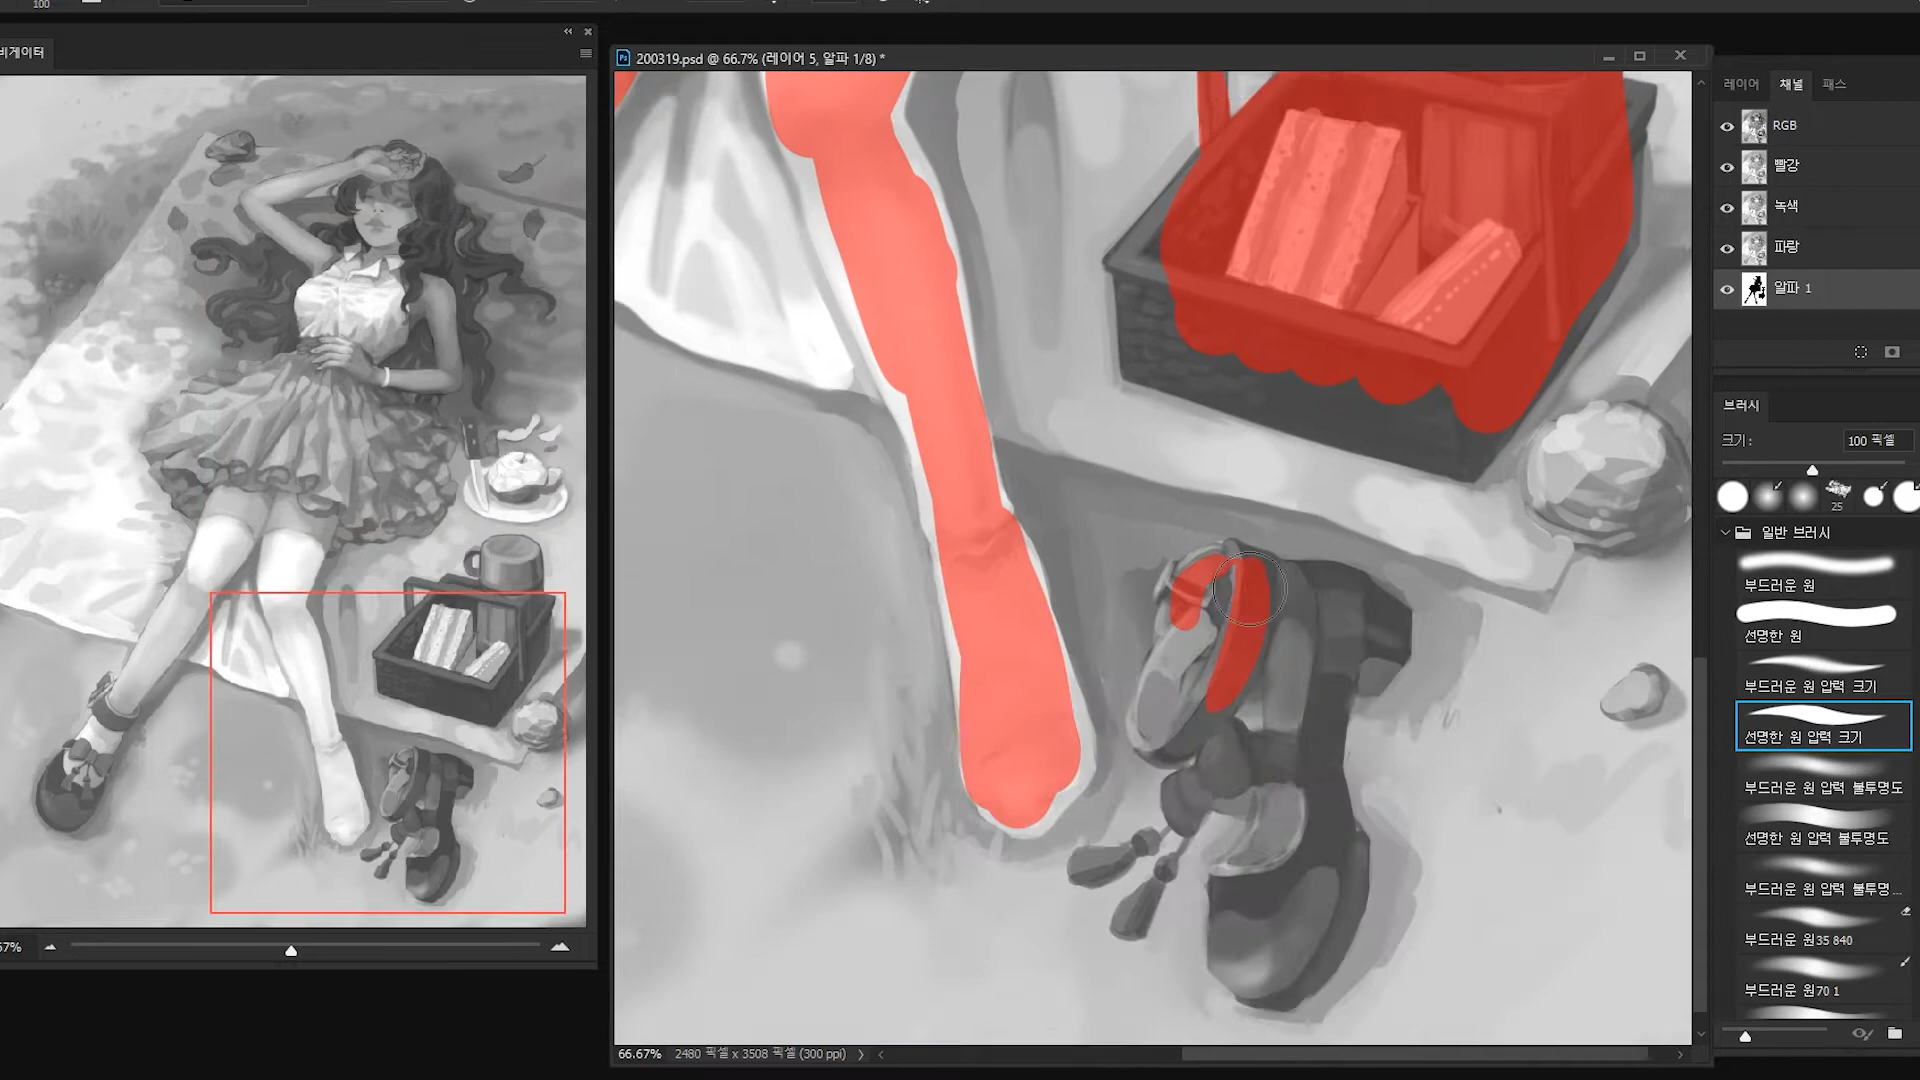 100
비게이터
200319.psd @ 66.7% (레이어 5, 알파 1/8) *
레이어 채널 패스
RGB
빨강
녹색
파랑
알파 1
브러시
크기: 100 픽셀
25
일반 브러시
부드러운 원
선명한 원
부드러운 원 압력 크기
선명한 원 압력 크기
부드러운 원 압력 불투명도
선명한 원 압력 불투명도
부드러운 원 압력 불투명...
부드러운 원35 840
부드러운 원70 1
57%
66.67% 2480 픽셀 x 3508 픽셀 (300 ppi)